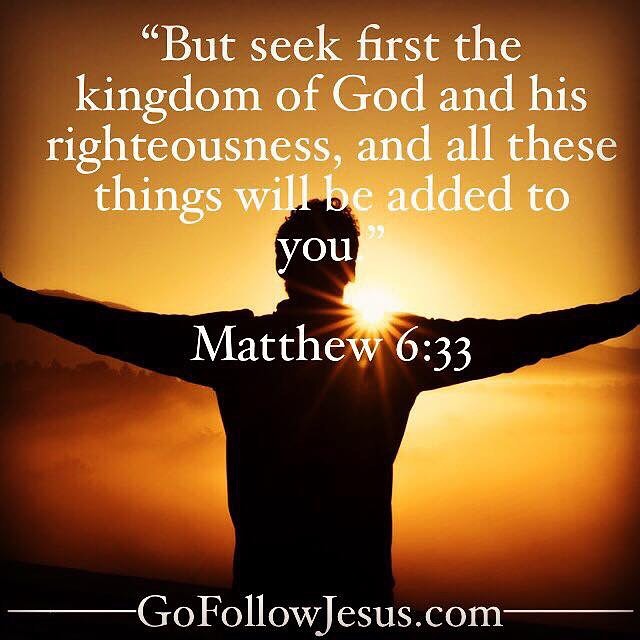 “But seek first the
kingdom of God and his
righteousness, and all these
things will be added to
you ”
Matthew 6:33
GoFollowJesus.com